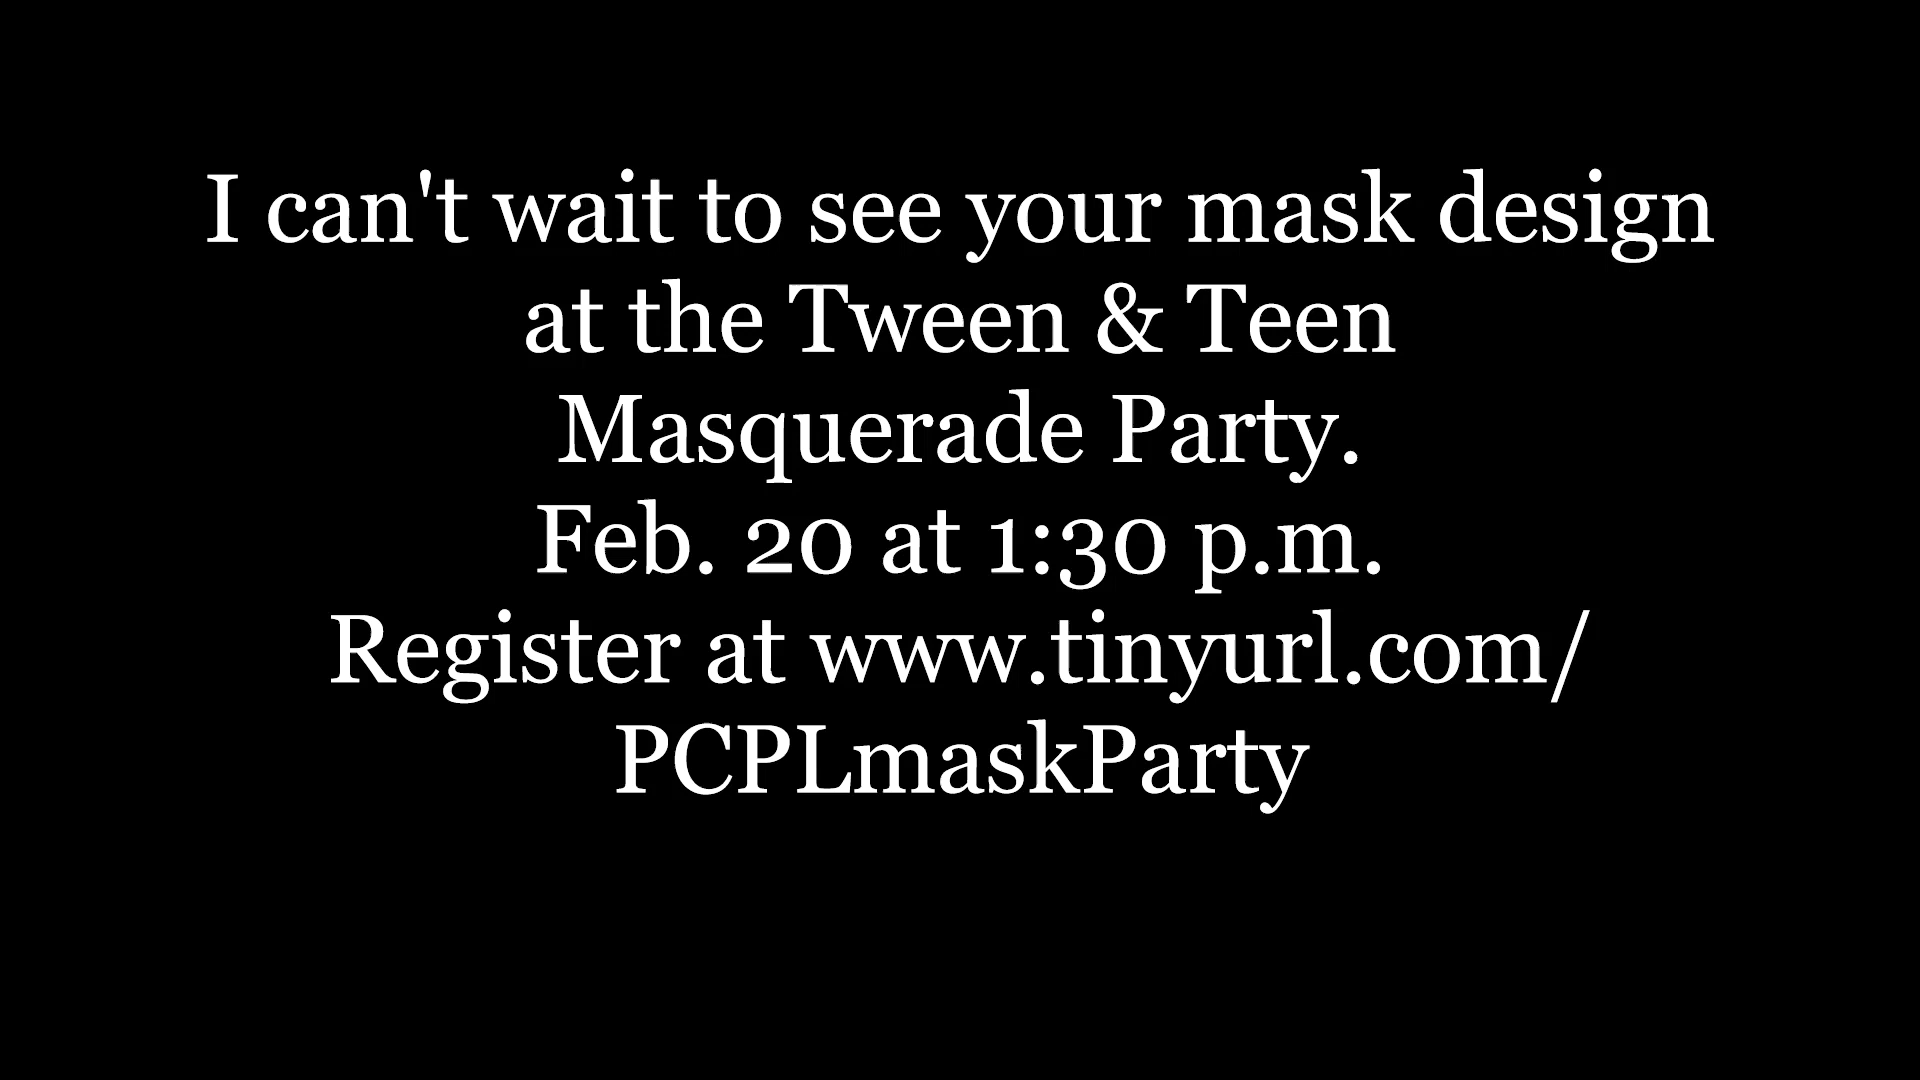 I can't wait to see your mask design
at the Tween & Teen
Masquerade Party.
Feb. 20 at 1:30 p.m.
Register at www.tinyurl.com/
PCPLmaskParty